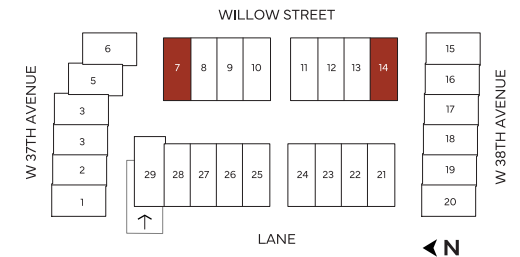 WILLOW STREET
6
7 8 9 10 11 12 13 14
15
5
16
3
17
3
18
2
29 28 27 26 25 24 23 22 21
19
1
20
W 37TH AVENUE
W 38TH AVENUE
LANE
N